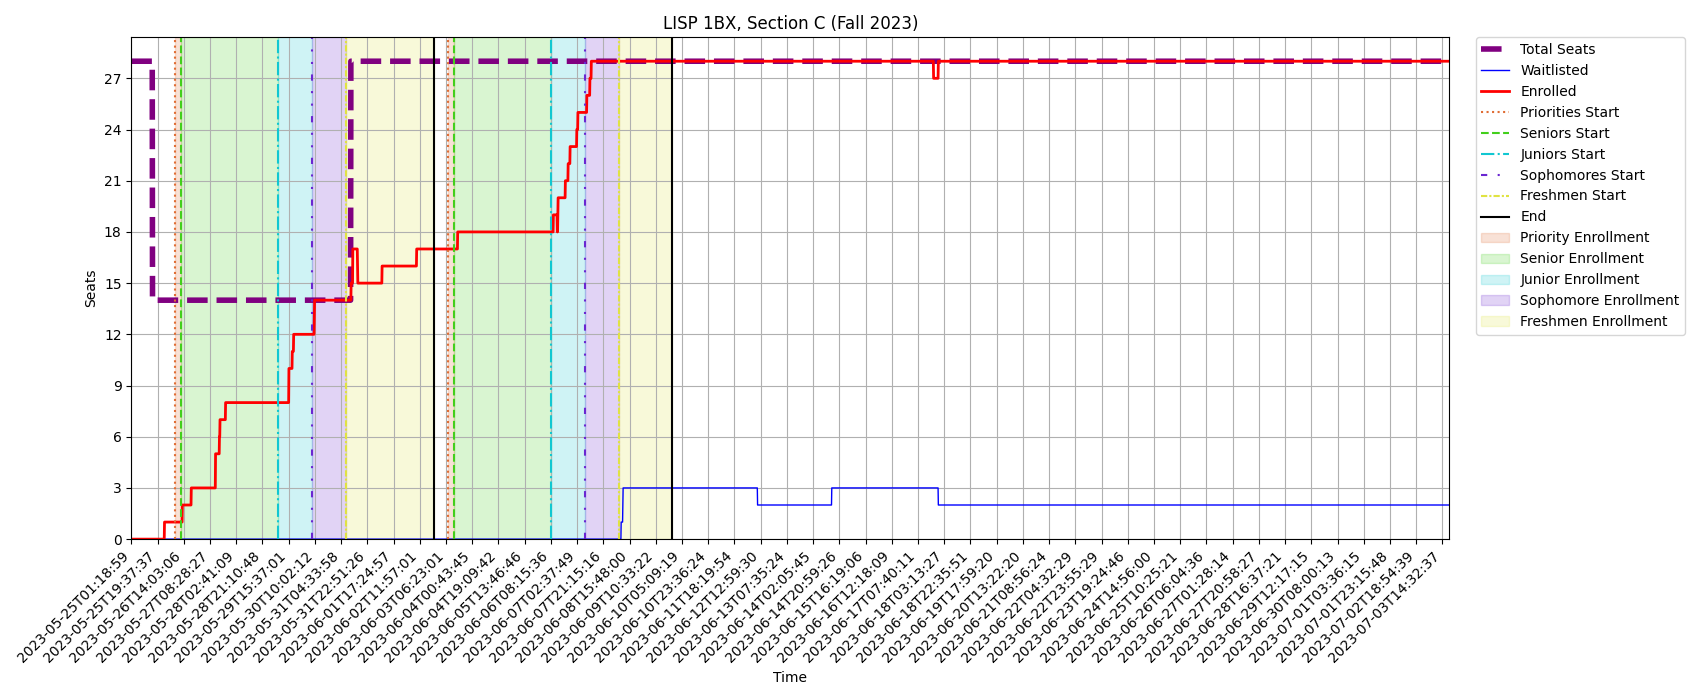 LISP 1BX, Section C (Fall 2023)
Seats
27
24
21
18
15
12
9
6
3
0
2023-05-25T01:18:59
2023-05-25T19:37:37
2023-05-26T14:03:06
2023-05-27T08:28:27
2023-05-28T02:41:09
2023-05-28T21:10:48
2023-05-29T15:37:01
2023-05-30T10:02:12
2023-05-31T04:33:58
2023-05-31T22:51:26
2023-06-01T17:24:57
2023-06-02T11:57:01
2023-06-03T06:23:01
2023-06-04T00:43:45
2023-06-04T19:09:42
2023-06-05T13:46:46
2023-06-06T08:15:36
2023-06-07T02:37:49
2023-06-07T21:15:16
2023-06-08T15:48:00
2023-06-09T10:33:22
2023-06-10T05:09:19
2023-06-10T23:36:24
2023-06-11T18:19:54
2023-06-12T12:59:30
2023-06-13T07:35:24
2023-06-14T02:05:45
2023-06-14T20:59:26
2023-06-15T16:19:06
2023-06-16T12:18:09
2023-06-17T07:40:11
2023-06-18T03:13:27
2023-06-18T22:35:51
2023-06-19T17:59:20
2023-06-20T13:22:20
2023-06-21T08:56:24
2023-06-22T04:32:29
2023-06-22T23:55:29
2023-06-23T19:24:46
2023-06-24T14:56:00
2023-06-25T10:25:21
2023-06-26T06:04:36
2023-06-27T01:28:14
2023-06-27T20:58:27
2023-06-28T16:37:21
2023-06-29T12:17:15
2023-06-30T08:00:13
2023-07-01T03:36:15
2023-07-01T23:15:48
2023-07-02T18:54:39
2023-07-03T14:32:37
Time
Total Seats
Waitlisted
Enrolled
Priorities Start
Seniors Start
Juniors Start
Sophomores Start
Freshmen Start
End
Priority Enrollment
Senior Enrollment
Junior Enrollment
Sophomore Enrollment
Freshmen Enrollment